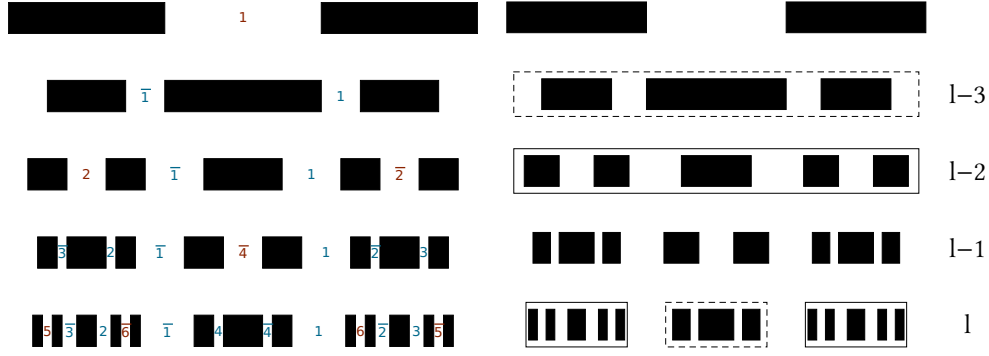 1
1̅ 1 l−3
2 1̅ 1 2̅ l−2
3̅ 2 1̅ 4̅ 1 2̅ 3 l−1
5 3̅ 2 6̅ 1̅ 4 4̅ 1 6 2̅ 3 5̅ l